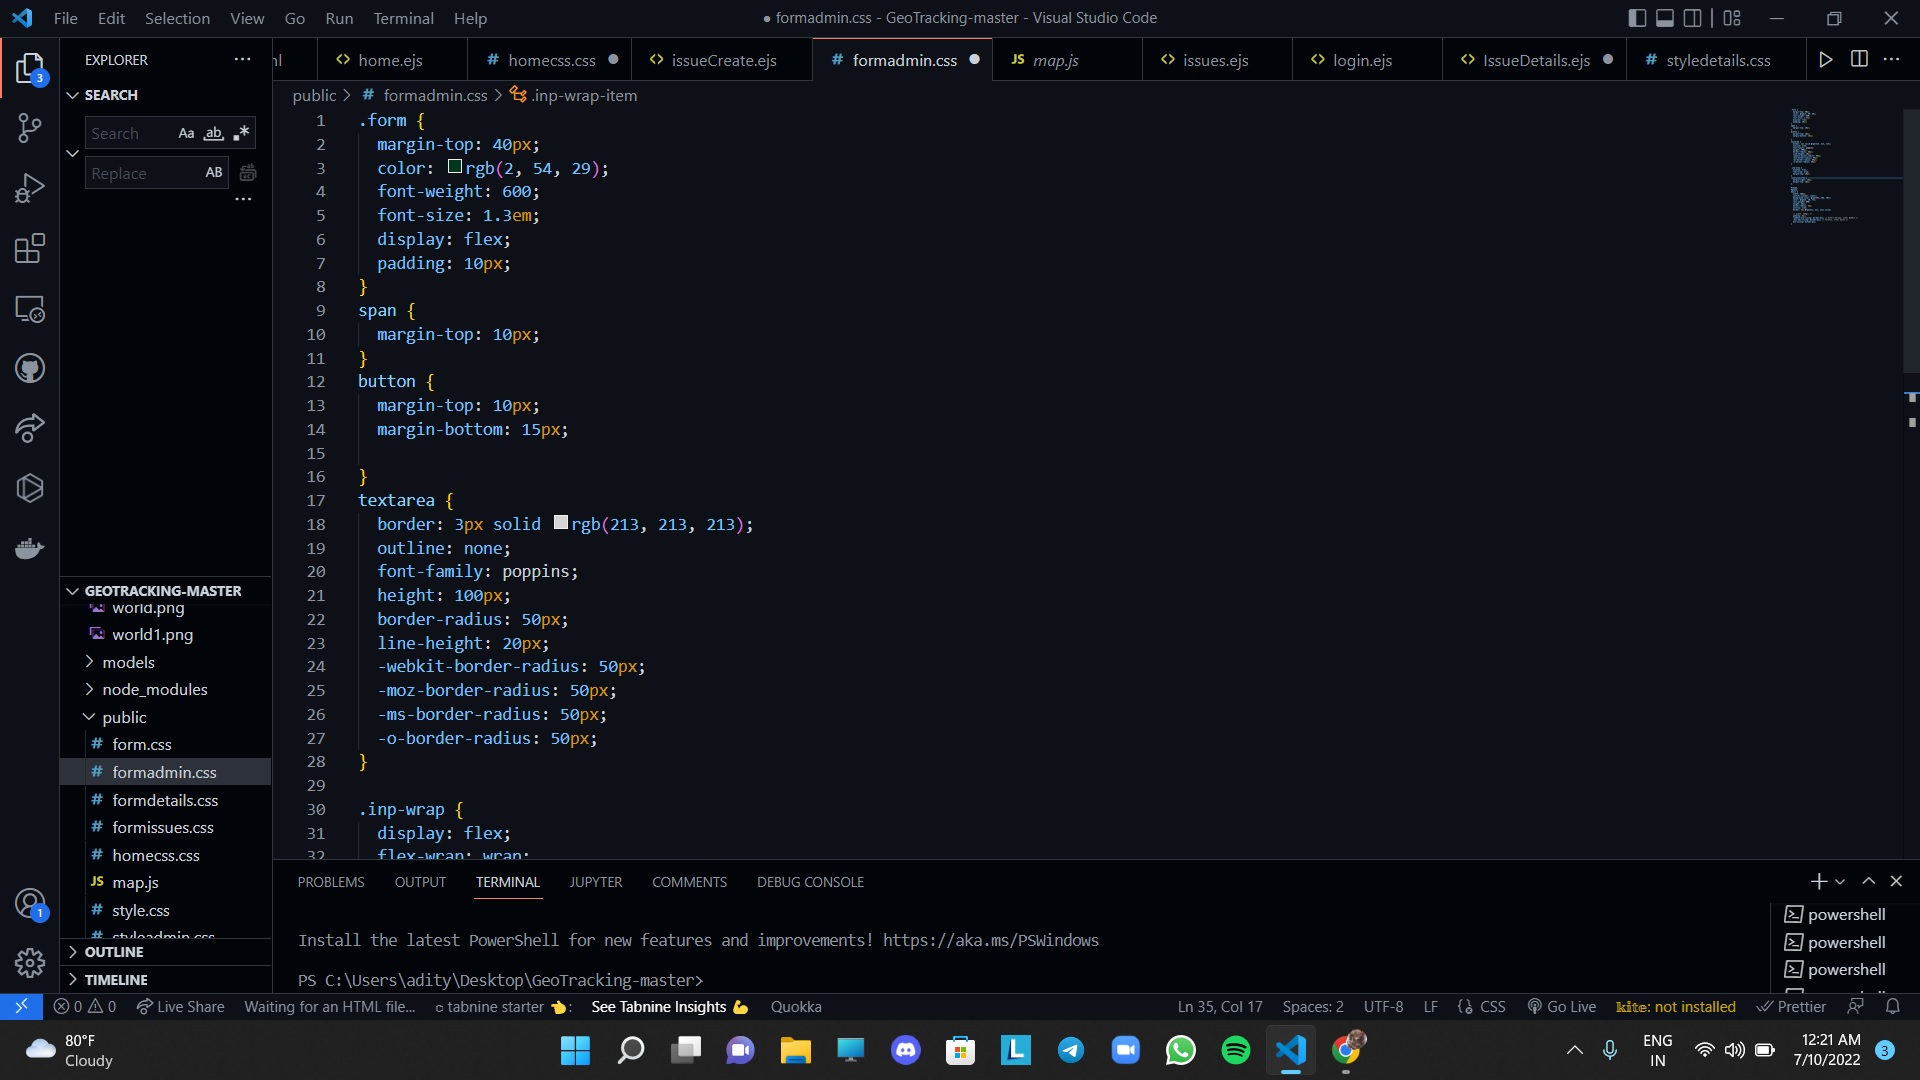 File Edit Selection View Go Run Terminal Help
● formadmin.css - GeoTracking-master - Visual Studio Code
EXPLORER
home.ejs
homecss.css
issueCreate.ejs
formadmin.css
JS map.js
issues.ejs
login.ejs
IssueDetails.ejs
styledetails.css
3
SEARCH
Search Aa ab
Replace AB
public > # formadmin.css > .inp-wrap-item
1 .form {
2 margin-top: 40px;
3 color: rgb(2, 54, 29);
4 font-weight: 600;
5 font-size: 1.3em;
6 display: flex;
7 padding: 10px;
8 }
9 span {
10 margin-top: 10px;
11 }
12 button {
13 margin-top: 10px;
14 margin-bottom: 15px;
15
16 }
17 textarea {
18 border: 3px solid rgb(213, 213, 213);
19 outline: none;
20 font-family: poppins;
21 height: 100px;
22 border-radius: 50px;
23 line-height: 20px;
24 -webkit-border-radius: 50px;
25 -moz-border-radius: 50px;
26 -ms-border-radius: 50px;
27 -o-border-radius: 50px;
28 }
29
30 .inp-wrap {
31 display: flex;
32 flex-wrap: wrap;
GEOTRACKING-MASTER
world.png
world1.png
models
node_modules
public
# form.css
# formadmin.css
# formdetails.css
# formissues.css
# homecss.css
JS map.js
# style.css
# styleadmin.css
OUTLINE
TIMELINE
1
PROBLEMS OUTPUT TERMINAL JUPYTER COMMENTS DEBUG CONSOLE
Install the latest PowerShell for new features and improvements! https://aka.ms/PSWindows
PS C:\Users\adity\Desktop\GeoTracking-master>
powershell
powershell
powershell
0 0 Live Share Waiting for an HTML file... tabnine starter : See Tabnine Insights Quokka
Ln 35, Col 17 Spaces: 2 UTF-8 LF {} CSS Go Live kite: not installed Prettier
80°F
Cloudy
ENG
IN
12:21 AM
7/10/2022
3